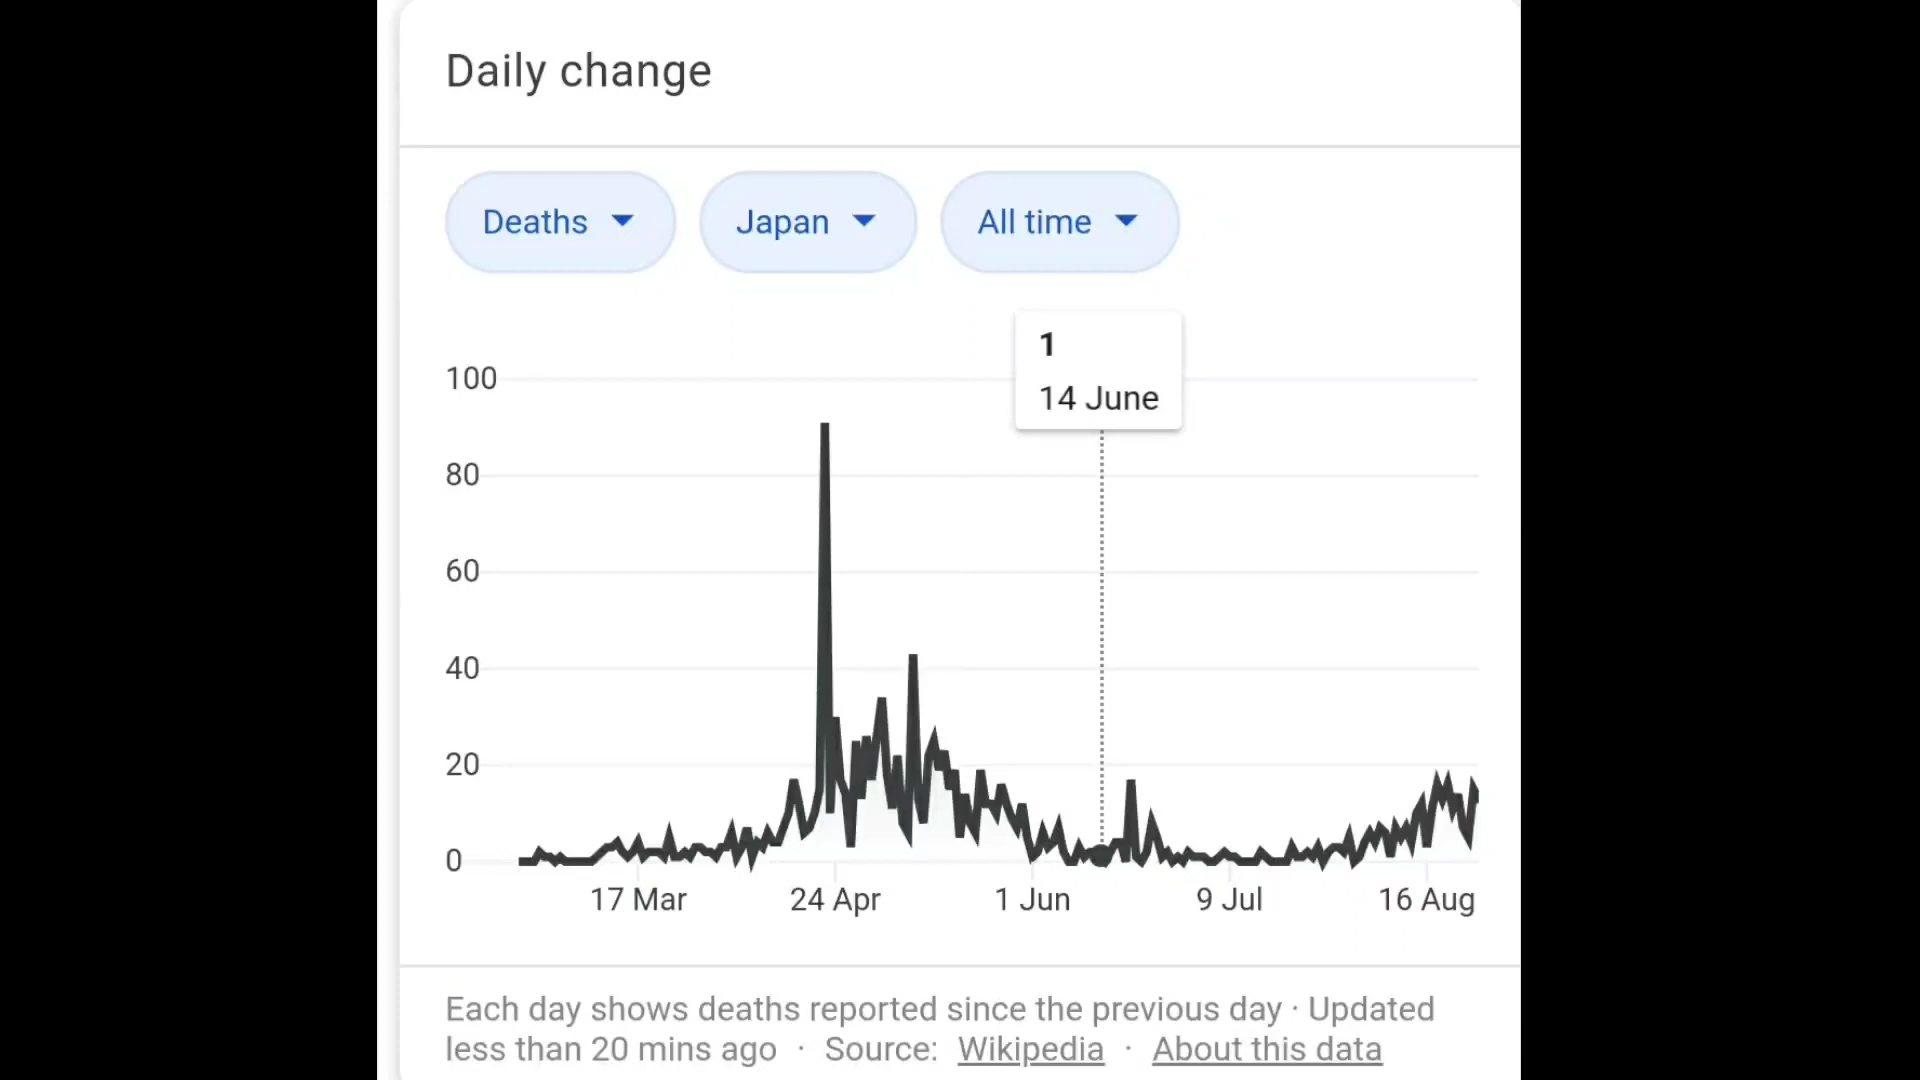 Daily change
Deaths
Japan
All time
1
14 June
100
80
60
40
20
0
17 Mar
24 Apr
1 Jun
9 Jul
16 Aug
Each day shows deaths reported since the previous day · Updated
less than 20 mins ago · Source: Wikipedia · About this data